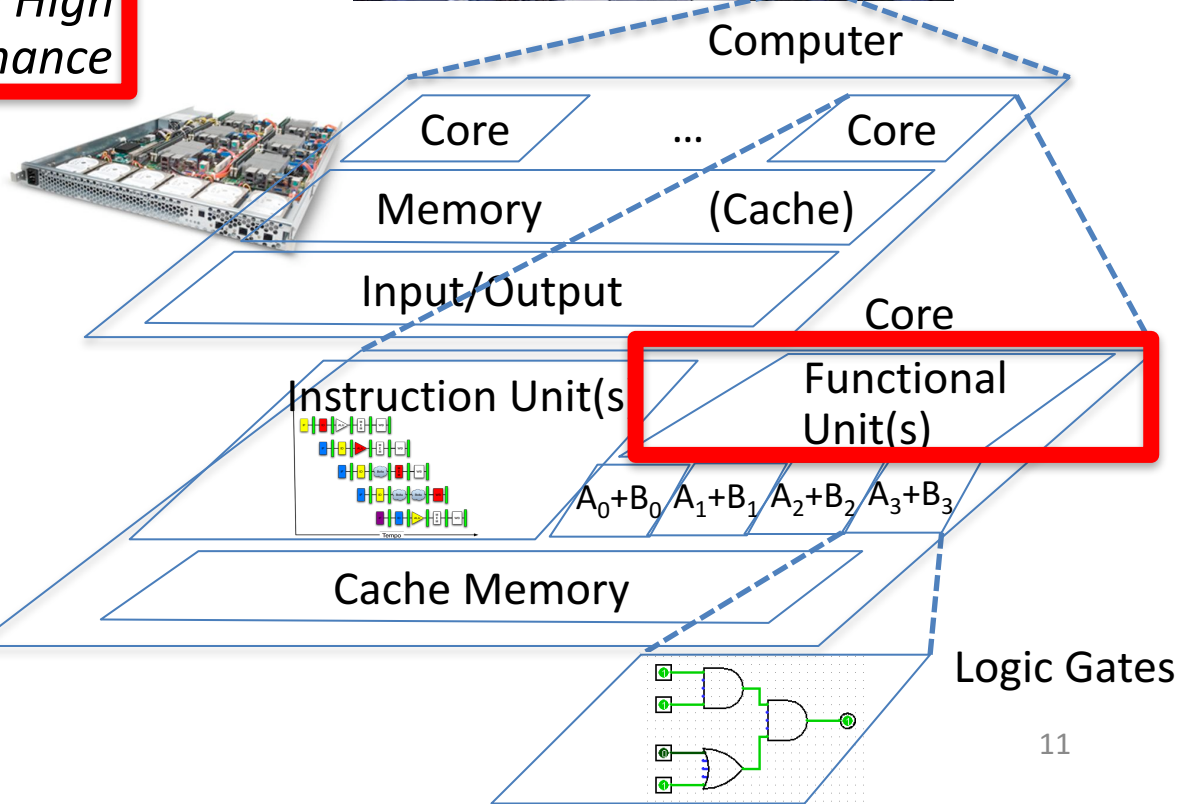 High
mance
Computer
Core ... Core
Memory (Cache)
Input/Output
Core
Instruction Unit(s
Functional
Unit(s)
A₀+B₀ A₁+B₁ A₂+B₂ A₃+B₃
Tempo
Cache Memory
Logic Gates
11